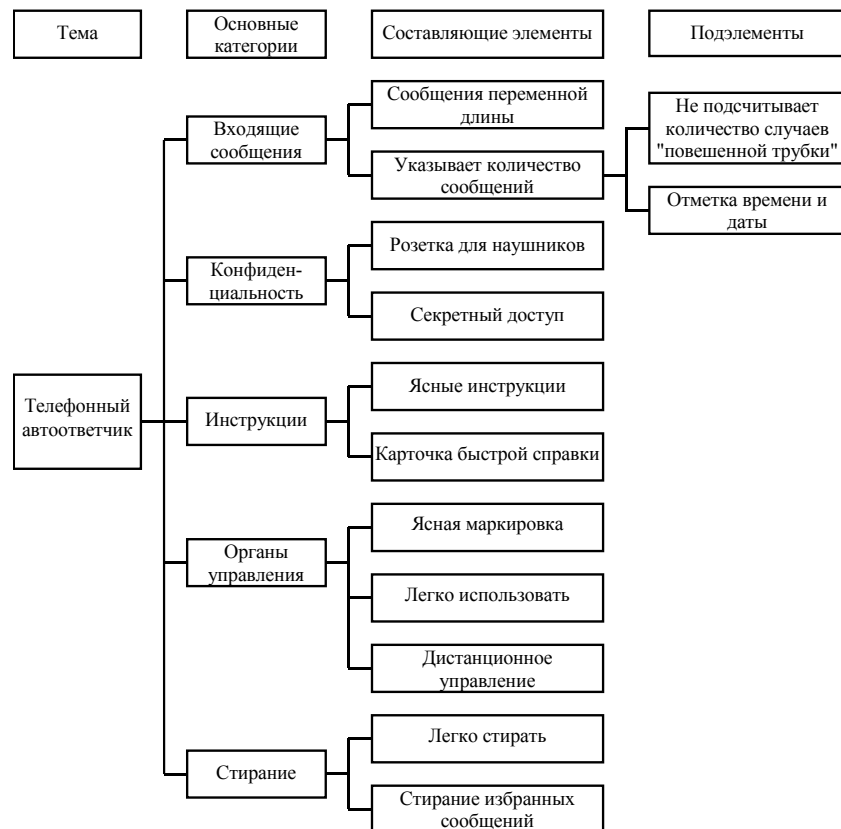 Тема
Основные
категории
Составляющие элементы
Подэлементы
Входящие
сообщения
Сообщения переменной
длины
Указывает количество
сообщений
Не подсчитывает
количество случаев
"повешенной трубки"
Отметка времени и
даты
Конфиден-
циальность
Розетка для наушников
Секретный доступ
Телефонный
автоответчик
Инструкции
Ясные инструкции
Карточка быстрой справки
Органы
управления
Ясная маркировка
Легко использовать
Дистанционное
управление
Стирание
Легко стирать
Стирание избранных
сообщений